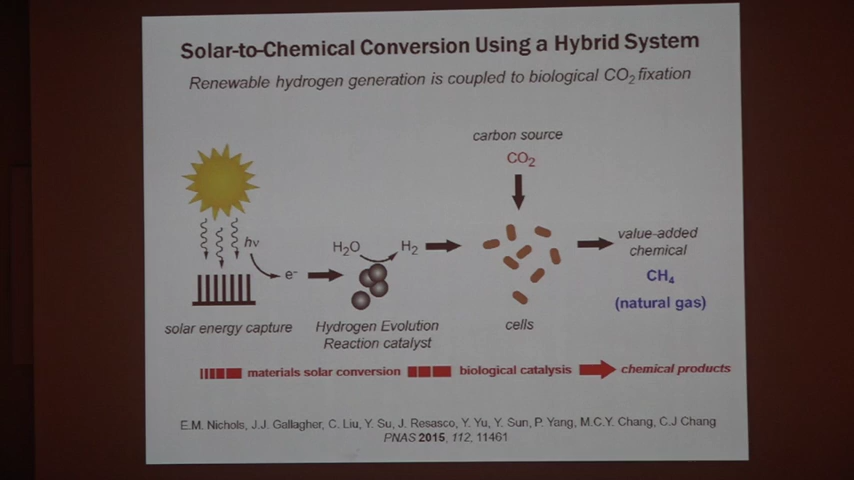 Solar-to-Chemical Conversion Using a Hybrid System
Renewable hydrogen generation is coupled to biological CO2 fixation
carbon source
CO2
hν
e-
H2O
H2
value-added
chemical
CH4
(natural gas)
solar energy capture
Hydrogen Evolution
Reaction catalyst
cells
materials solar conversion
biological catalysis
chemical products
E.M. Nichols, J.J. Gallagher, C. Liu, Y. Su, J. Resasco, Y. Yu, Y. Sun, P. Yang, M.C.Y. Chang, C.J Chang
PNAS 2015, 112, 11461